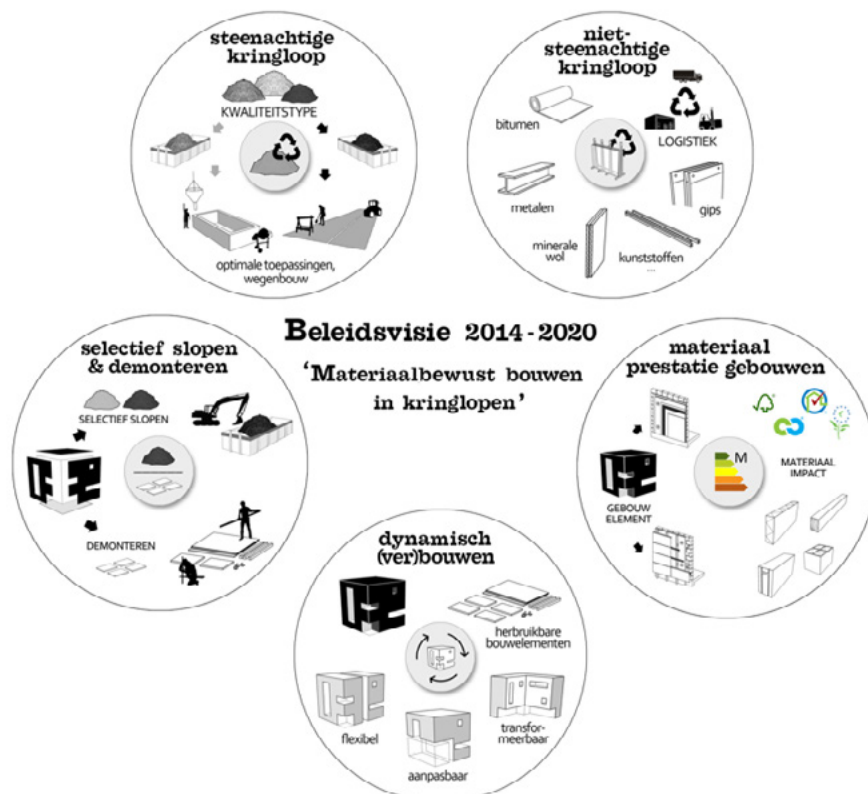 steenachtige
kringloop
KWALITEITSTYPE
optimale toepassingen,
wegenbouw
niet-
steenachtige
kringloop
bitumen
LOGISTIEK
metalen
gips
minerale
wol
kunststoffen
...
Beleidsvisie 2014-2020
‘Materiaalbewust bouwen
in kringlopen’
selectief slopen
& demonteren
SELECTIEF SLOPEN
DEMONTEREN
materiaal
prestatie gebouwen
M
MATERIAAL
IMPACT
GEBOUW
ELEMENT
dynamisch
(ver)bouwen
herbruikbare
bouwelementen
flexibel
aanpasbaar
transfor-
meerbaar